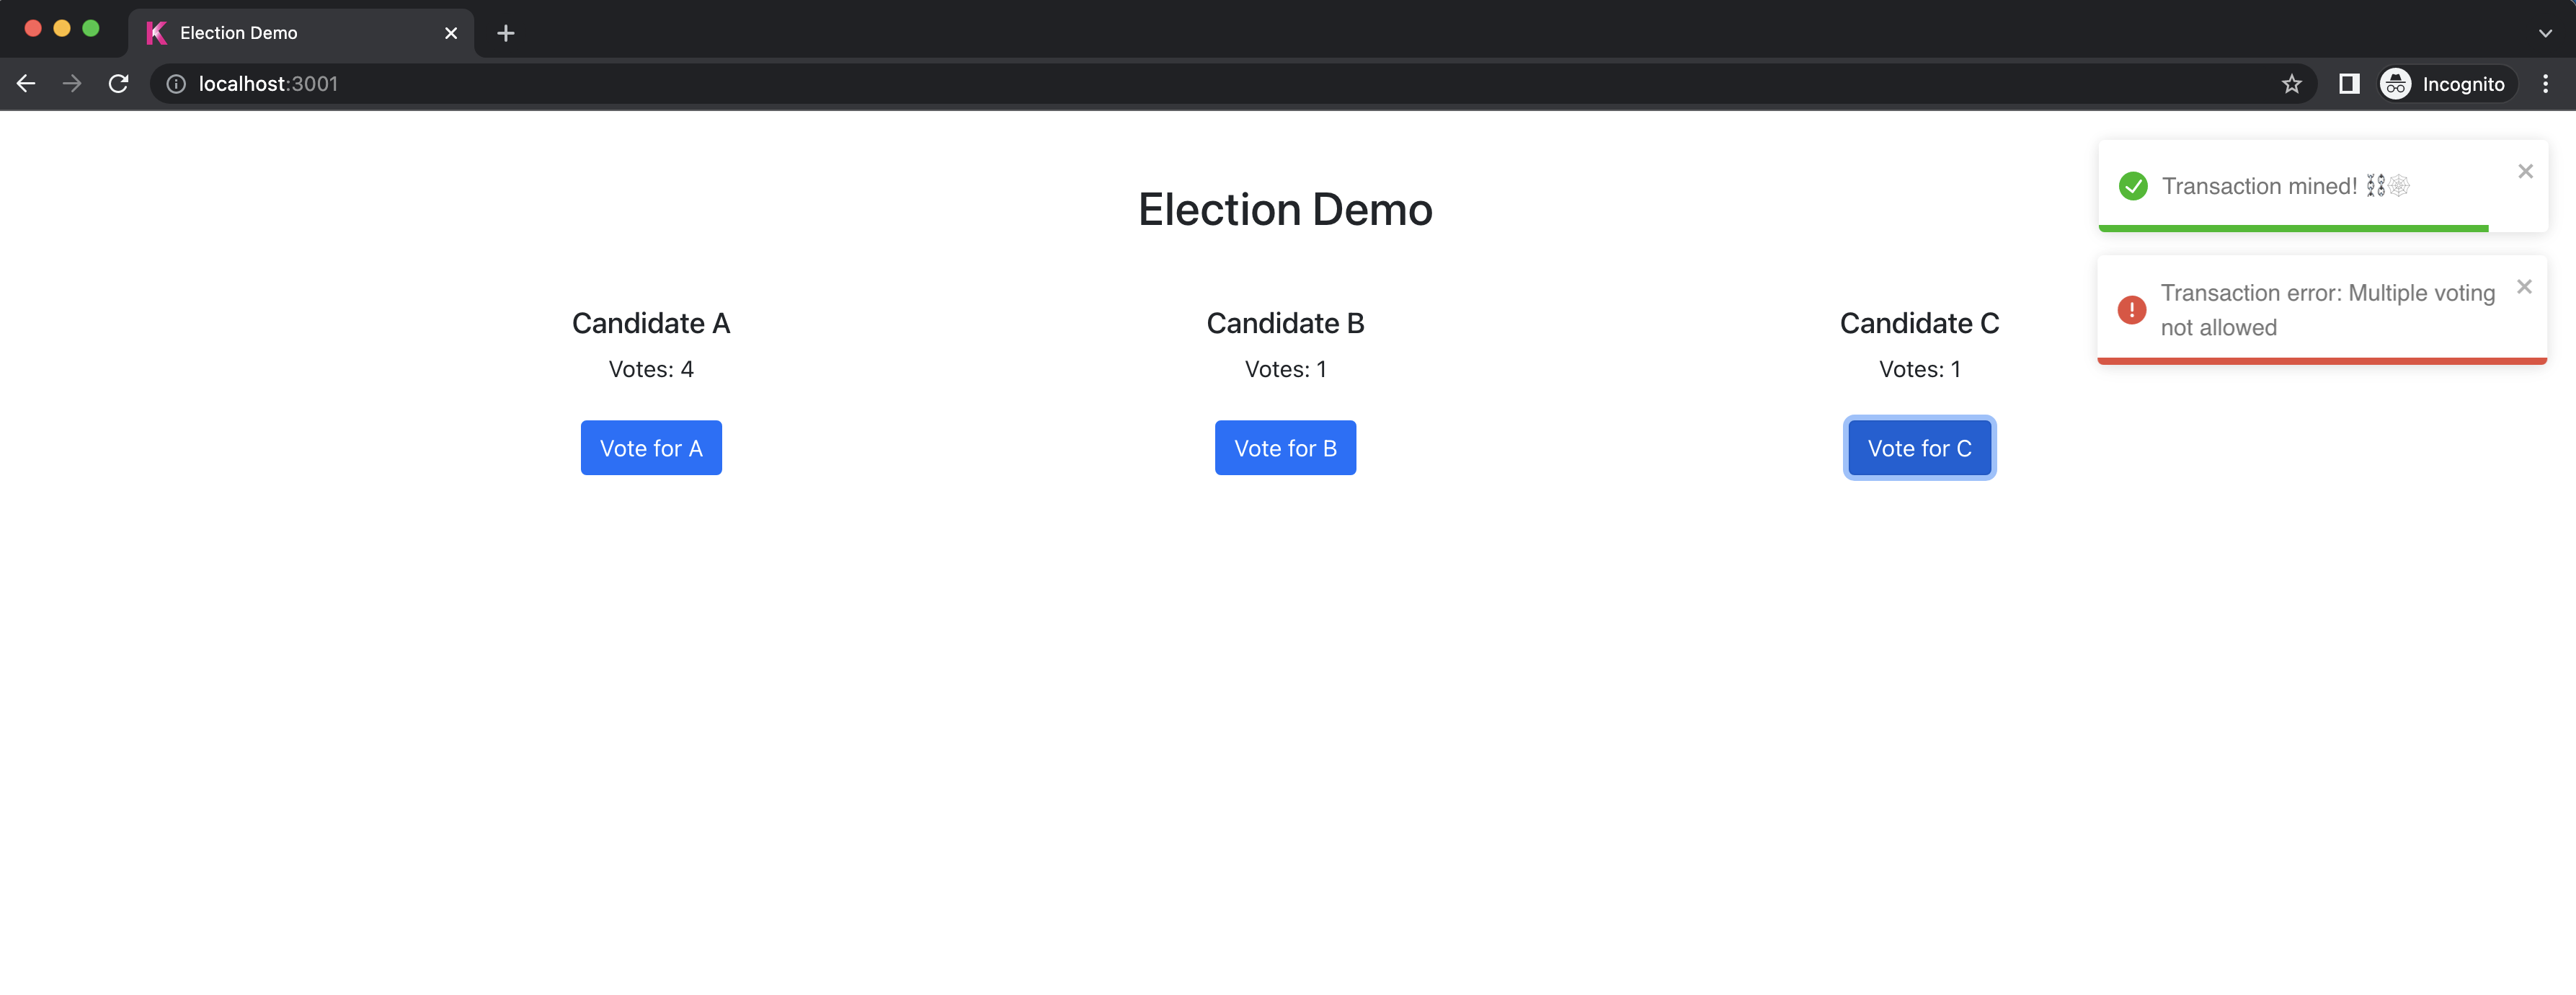 Election Demo
localhost:3001
Incognito
Transaction mined! ⛓️🕸️
Transaction error: Multiple voting
not allowed
Election Demo
Candidate A
Votes: 4
Vote for A
Candidate B
Votes: 1
Vote for B
Candidate C
Votes: 1
Vote for C